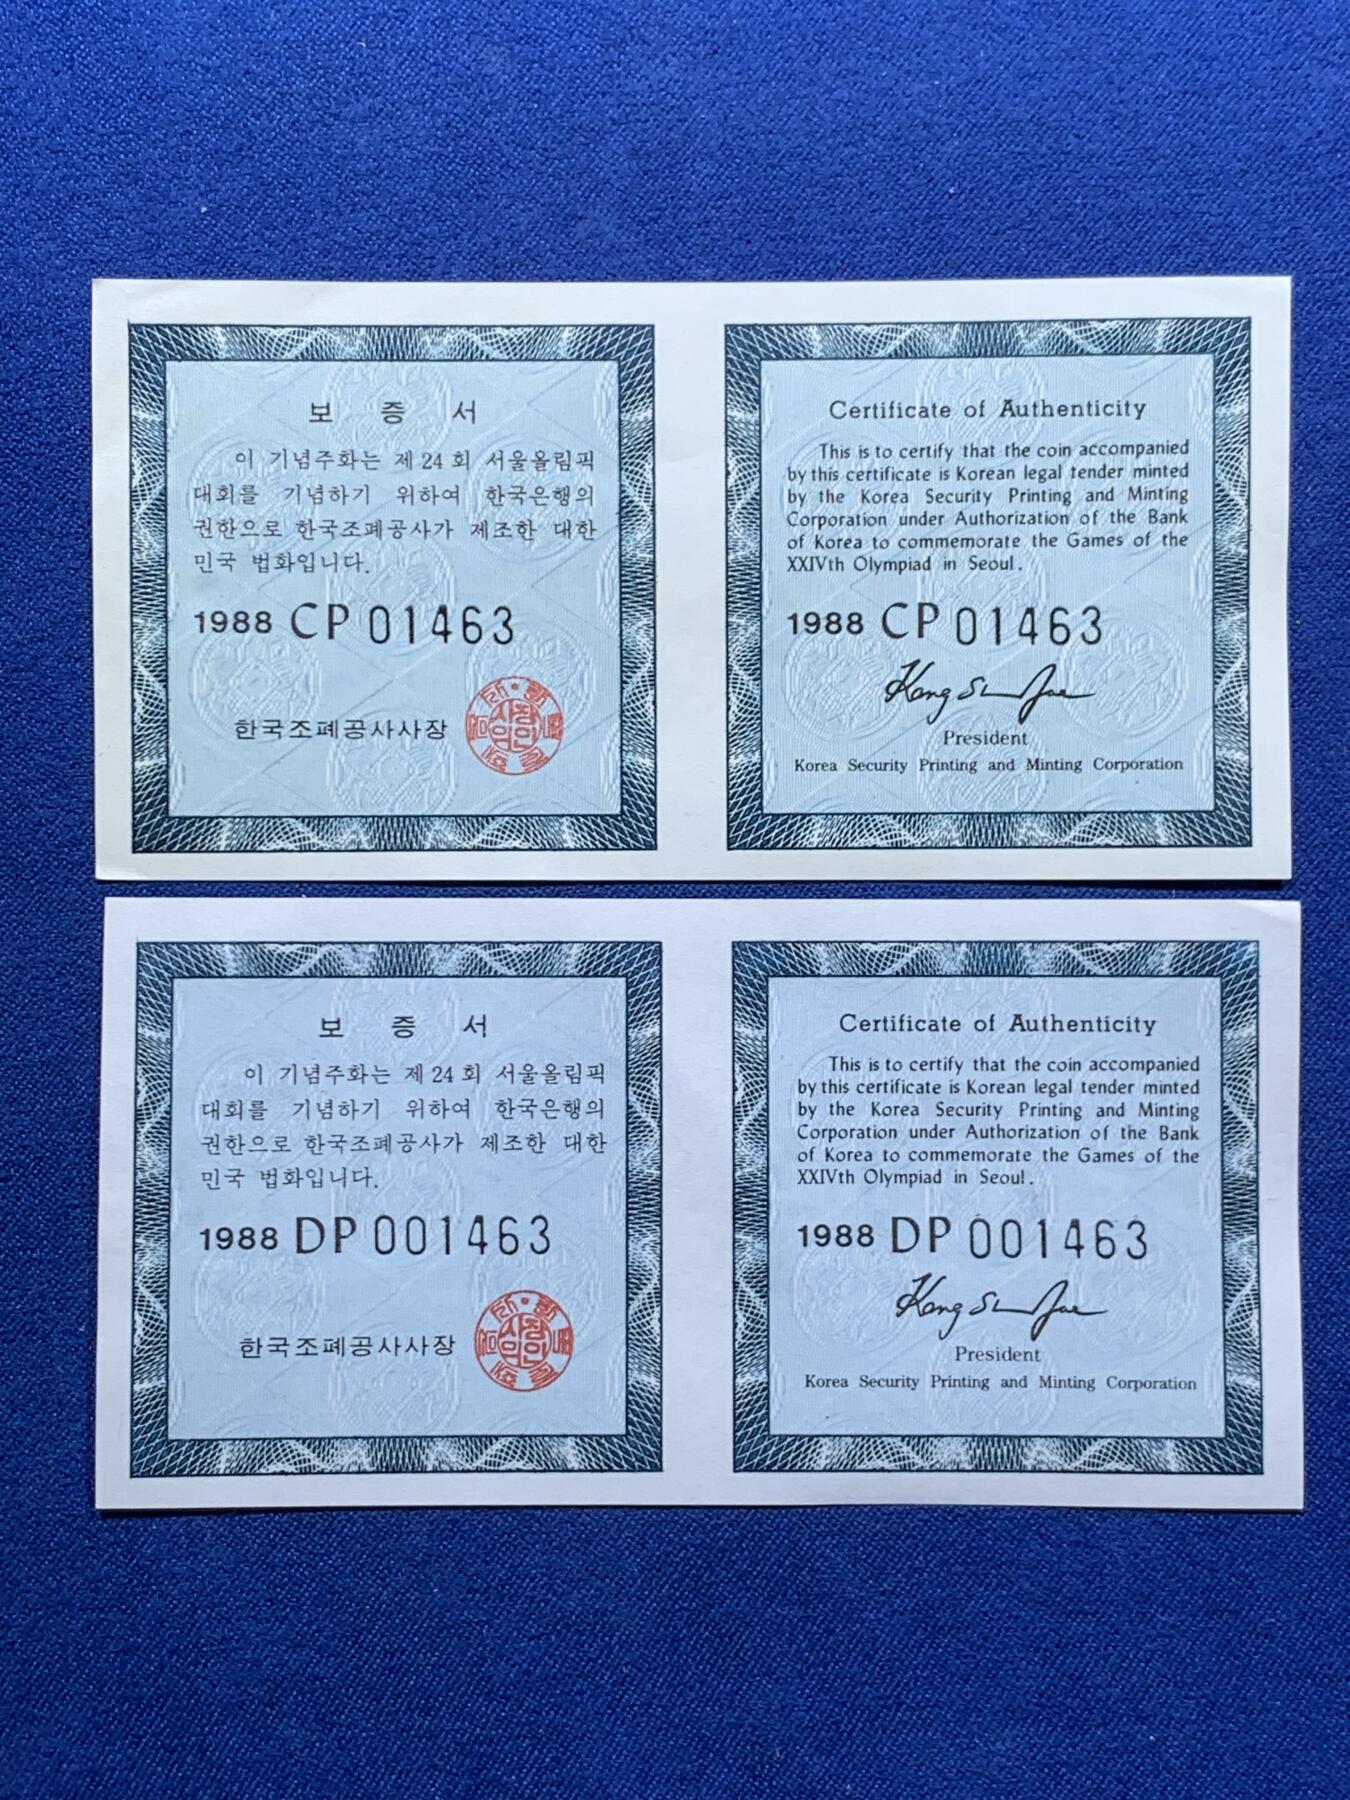 보 증 서
이 기념주화는 제 24 회 서울올림픽
대회를 기념하기 위하여 한국은행의
권한으로 한국조폐공사가 제조한 대한
민국 법화입니다.
1988 CP 01463
한국조폐공사사장
Certificate of Authenticity
This is to certify that the coin accompanied
by this certificate is Korean legal tender minted
by the Korea Security Printing and Minting
Corporation under Authorization of the Bank
of Korea to commemorate the Games of the
XXIVth Olympiad in Seoul.
1988 CP 01463
President
Korea Security Printing and Minting Corporation
보 증 서
이 기념주화는 제 24 회 서울올림픽
대회를 기념하기 위하여 한국은행의
권한으로 한국조폐공사가 제조한 대한
민국 법화입니다.
1988 DP 001463
한국조폐공사사장
Certificate of Authenticity
This is to certify that the coin accompanied
by this certificate is Korean legal tender minted
by the Korea Security Printing and Minting
Corporation under Authorization of the Bank
of Korea to commemorate the Games of the
XXIVth Olympiad in Seoul.
1988 DP 001463
President
Korea Security Printing and Minting Corporation